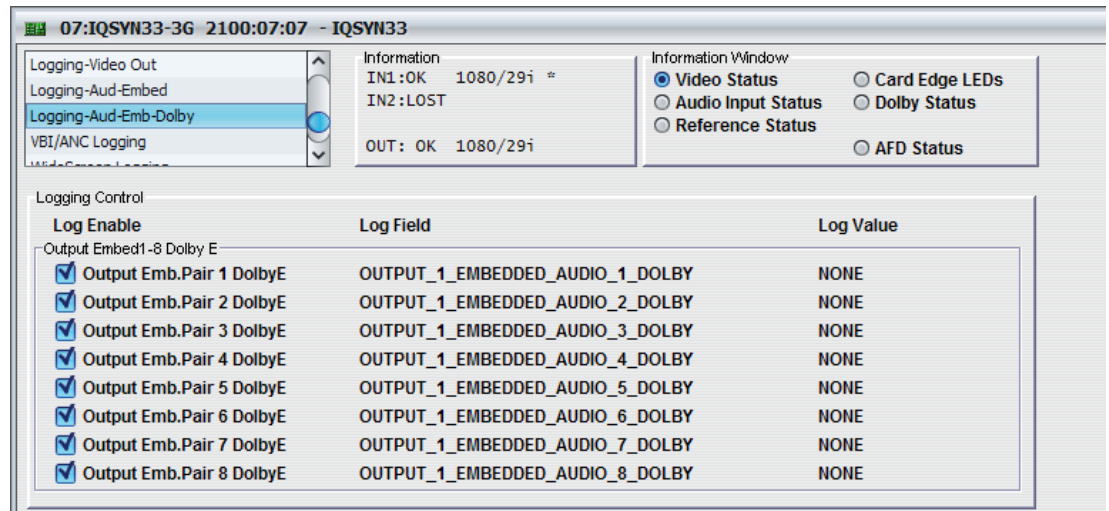 07:IQSYN33-3G 2100:07:07 - IQSYN33
Logging-Video Out
Logging-Aud-Embed
Logging-Aud-Emb-Dolby
VBI/ANC Logging
WideScreen Logging
Information
IN1:OK 1080/29i *
IN2:LOST
OUT: OK 1080/29i
Information Window
Video Status
Card Edge LEDs
Audio Input Status
Dolby Status
Reference Status
AFD Status
Logging Control
Log Enable Log Field Log Value
Output Embed1-8 Dolby E
Output Emb.Pair 1 DolbyE OUTPUT_1_EMBEDDED_AUDIO_1_DOLBY NONE
Output Emb.Pair 2 DolbyE OUTPUT_1_EMBEDDED_AUDIO_2_DOLBY NONE
Output Emb.Pair 3 DolbyE OUTPUT_1_EMBEDDED_AUDIO_3_DOLBY NONE
Output Emb.Pair 4 DolbyE OUTPUT_1_EMBEDDED_AUDIO_4_DOLBY NONE
Output Emb.Pair 5 DolbyE OUTPUT_1_EMBEDDED_AUDIO_5_DOLBY NONE
Output Emb.Pair 6 DolbyE OUTPUT_1_EMBEDDED_AUDIO_6_DOLBY NONE
Output Emb.Pair 7 DolbyE OUTPUT_1_EMBEDDED_AUDIO_7_DOLBY NONE
Output Emb.Pair 8 DolbyE OUTPUT_1_EMBEDDED_AUDIO_8_DOLBY NONE